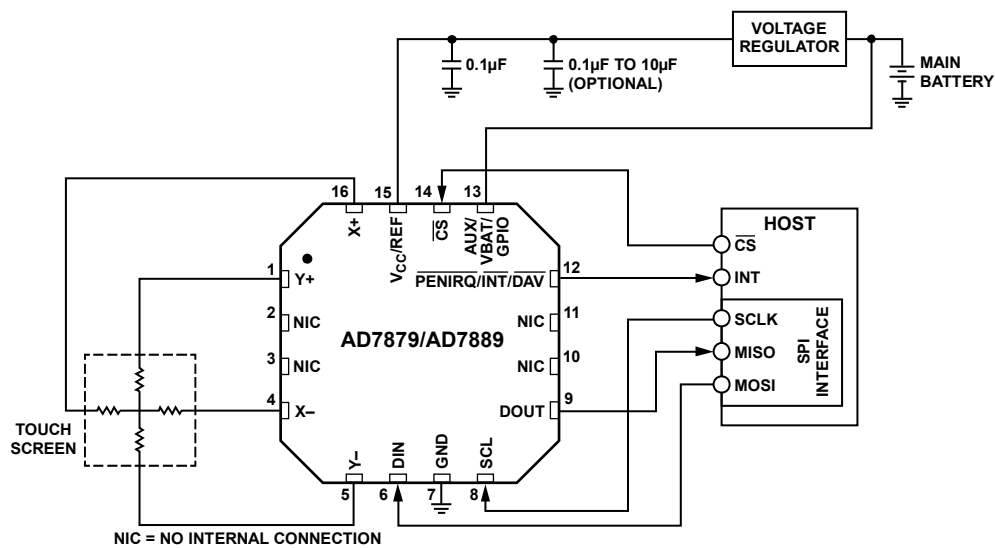 VOLTAGE
REGULATOR
0.1µF
0.1µF TO 10µF
(OPTIONAL)
MAIN
BATTERY
16
15
14
13
X+
VCC/REF
CS
AUX/
VBAT/
GPIO
HOST
CS
INT
SCLK
MISO
MOSI
SPI
INTERFACE
1
Y+
2
NIC
3
NIC
4
X–
AD7879/AD7889
12
PENIRQ/INT/DAV
11
NIC
10
NIC
9
DOUT
TOUCH
SCREEN
Y–
DIN
GND
SCL
5
6
7
8
NIC = NO INTERNAL CONNECTION